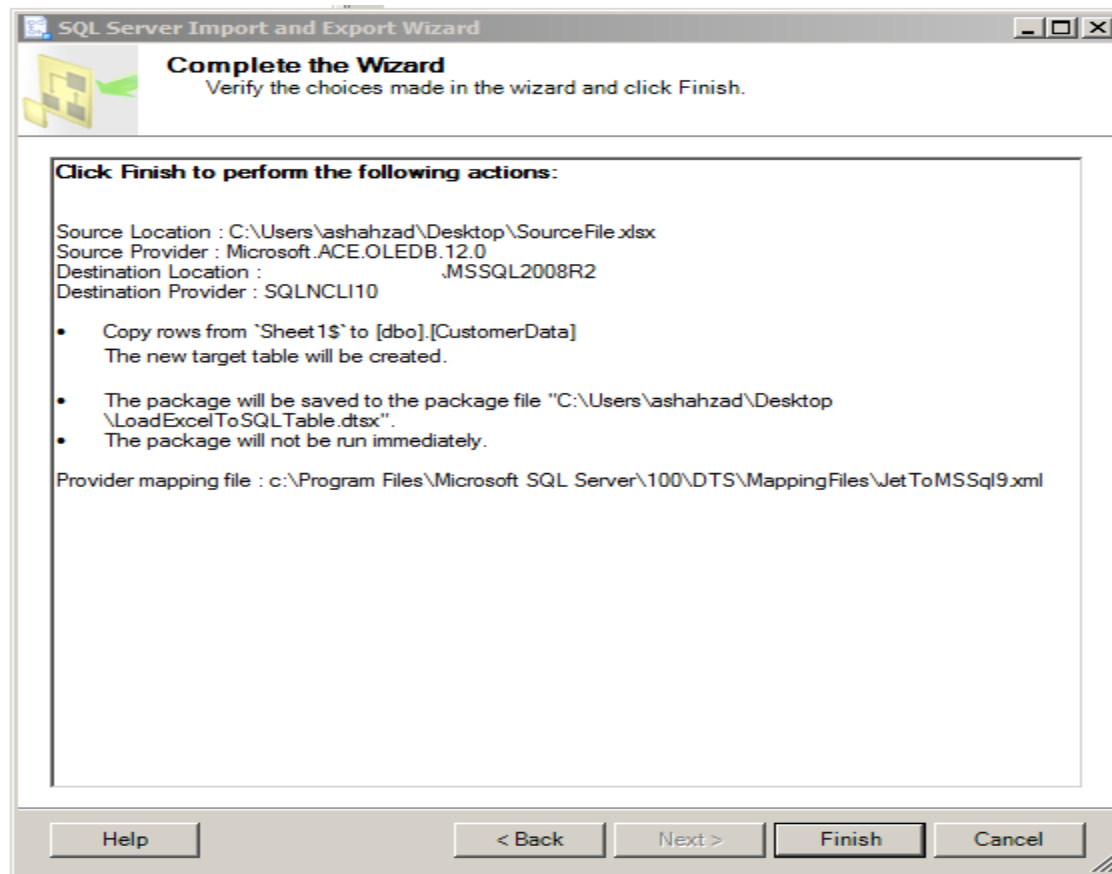 SQL Server Import and Export Wizard
Complete the Wizard
Verify the choices made in the wizard and click Finish.
Click Finish to perform the following actions:
Source Location : C:\Users\ashahzad\Desktop\SourceFile.xlsx
Source Provider : Microsoft.ACE.OLEDB.12.0
Destination Location : .MSSQL2008R2
Destination Provider : SQLNCLI10
• Copy rows from `Sheet1$` to [dbo].[CustomerData]
The new target table will be created.
• The package will be saved to the package file "C:\Users\ashahzad\Desktop
\LoadExcelToSQLTable.dtsx".
• The package will not be run immediately.
Provider mapping file : c:\Program Files\Microsoft SQL Server\100\DTS\MappingFiles\JetToMSSql9.xml
Help < Back Next > Finish Cancel